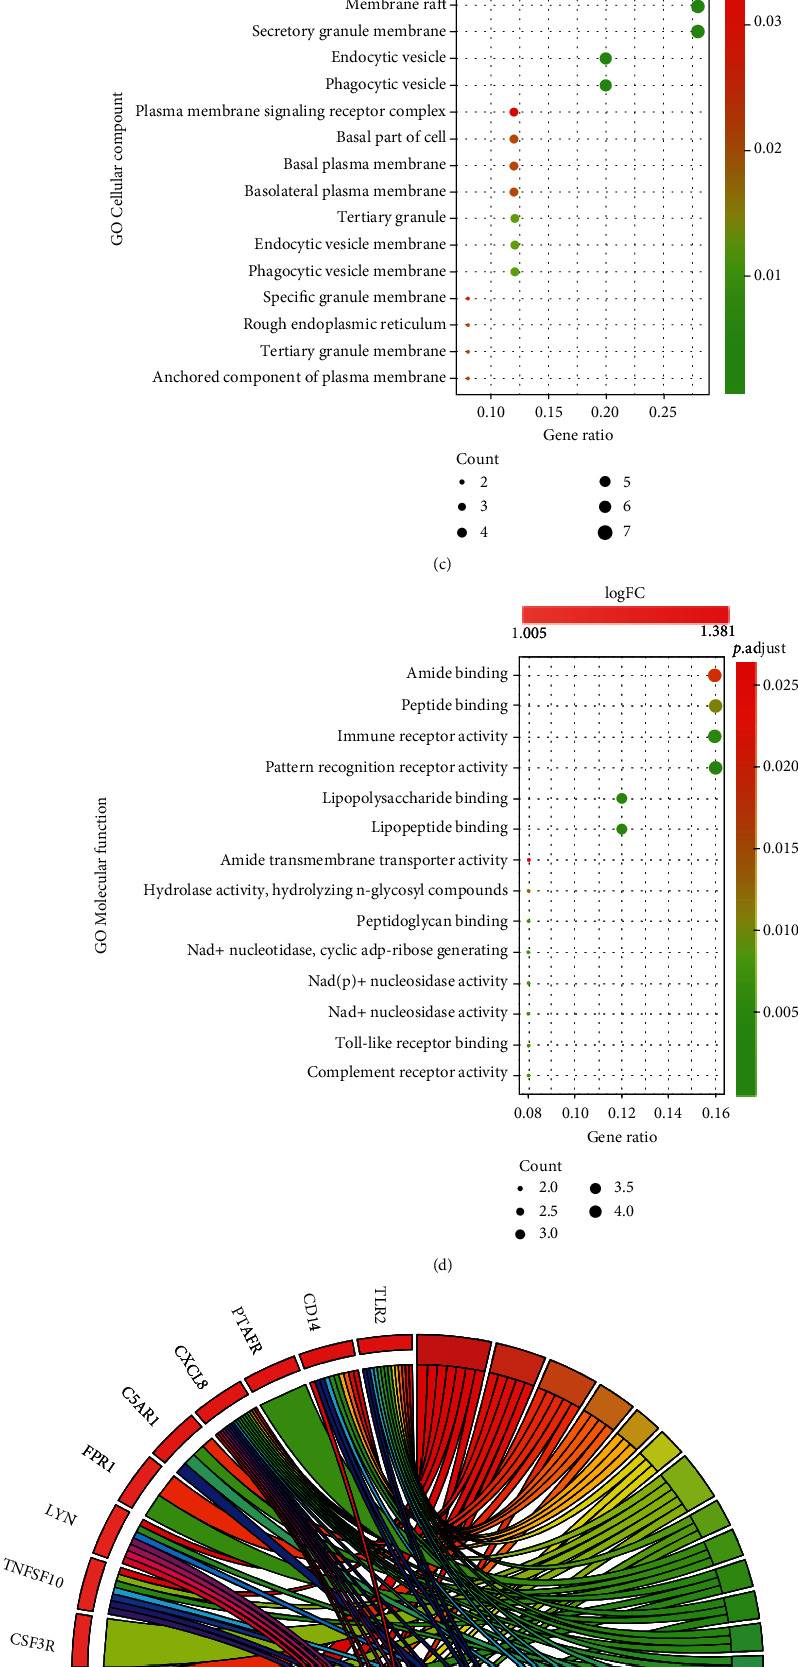 Membrane raft
Secretory granule membrane
Endocytic vesicle
Phagocytic vesicle
Plasma membrane signaling receptor complex
Basal part of cell
Basal plasma membrane
Basolateral plasma membrane
Tertiary granule
Endocytic vesicle membrane
Phagocytic vesicle membrane
Specific granule membrane
Rough endoplasmic reticulum
Tertiary granule membrane
Anchored component of plasma membrane
GO Cellular compount
0.03
0.02
0.01
0.10 0.15 0.20 0.25
Gene ratio
Count
2 5
3 6
4 7
(c)
logFC
1.005 1.381
p.adjust
Amide binding
Peptide binding
Immune receptor activity
Pattern recognition receptor activity
Lipopolysaccharide binding
Lipopeptide binding
Amide transmembrane transporter activity
Hydrolase activity, hydrolyzing n-glycosyl compounds
Peptidoglycan binding
Nad+ nucleotidase, cyclic adp-ribose generating
Nad(p)+ nucleosidase activity
Nad+ nucleosidase activity
Toll-like receptor binding
Complement receptor activity
GO Molecular function
0.025
0.020
0.015
0.010
0.005
0.08 0.10 0.12 0.14 0.16
Gene ratio
Count
2.0 3.5
2.5 4.0
3.0
(d)
TLR2
CD14
PTAFR
CXCL8
C5AR1
FPR1
LYN
TNFSF10
CSF3R